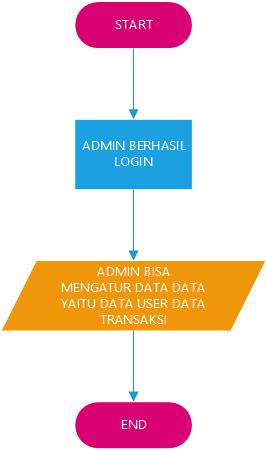 START
ADMIN BERHASIL
LOGIN
ADMIN BISA
MENGATUR DATA DATA
YAITU DATA USER DATA
TRANSAKSI
END